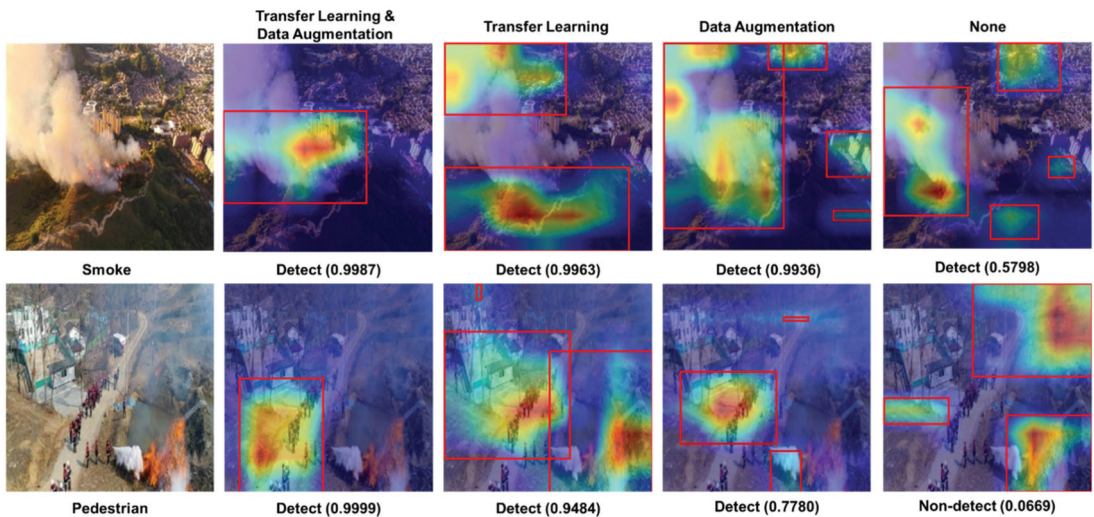 Transfer Learning &
Data Augmentation
Transfer Learning
Data Augmentation
None
Smoke
Detect (0.9987)
Detect (0.9963)
Detect (0.9936)
Detect (0.5798)
Pedestrian
Detect (0.9999)
Detect (0.9484)
Detect (0.7780)
Non-detect (0.0669)